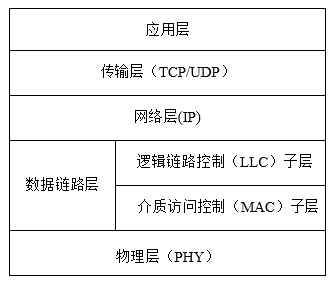 应用层
传输层（TCP/UDP）
网络层(IP)
数据链路层
逻辑链路控制（LLC）子层
介质访问控制（MAC）子层
物理层（PHY）